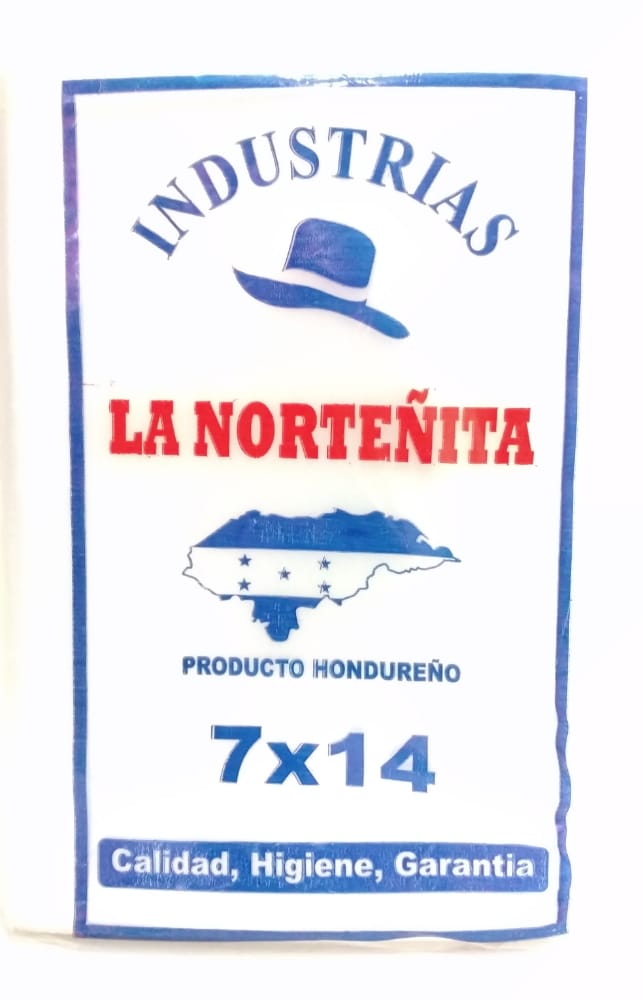 INDUSTRIAS
LA NORTEÑITA
PRODUCTO HONDUREÑO
7x14
Calidad, Higiene, Garantia